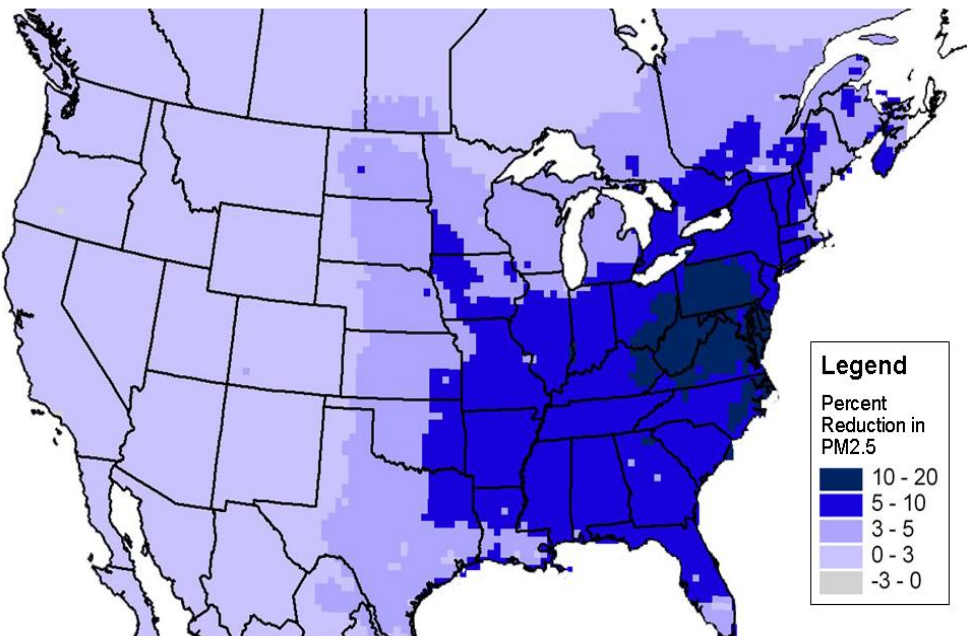 Legend
Percent
Reduction in
PM2.5
10 - 20
5 - 10
3 - 5
0 - 3
-3 - 0